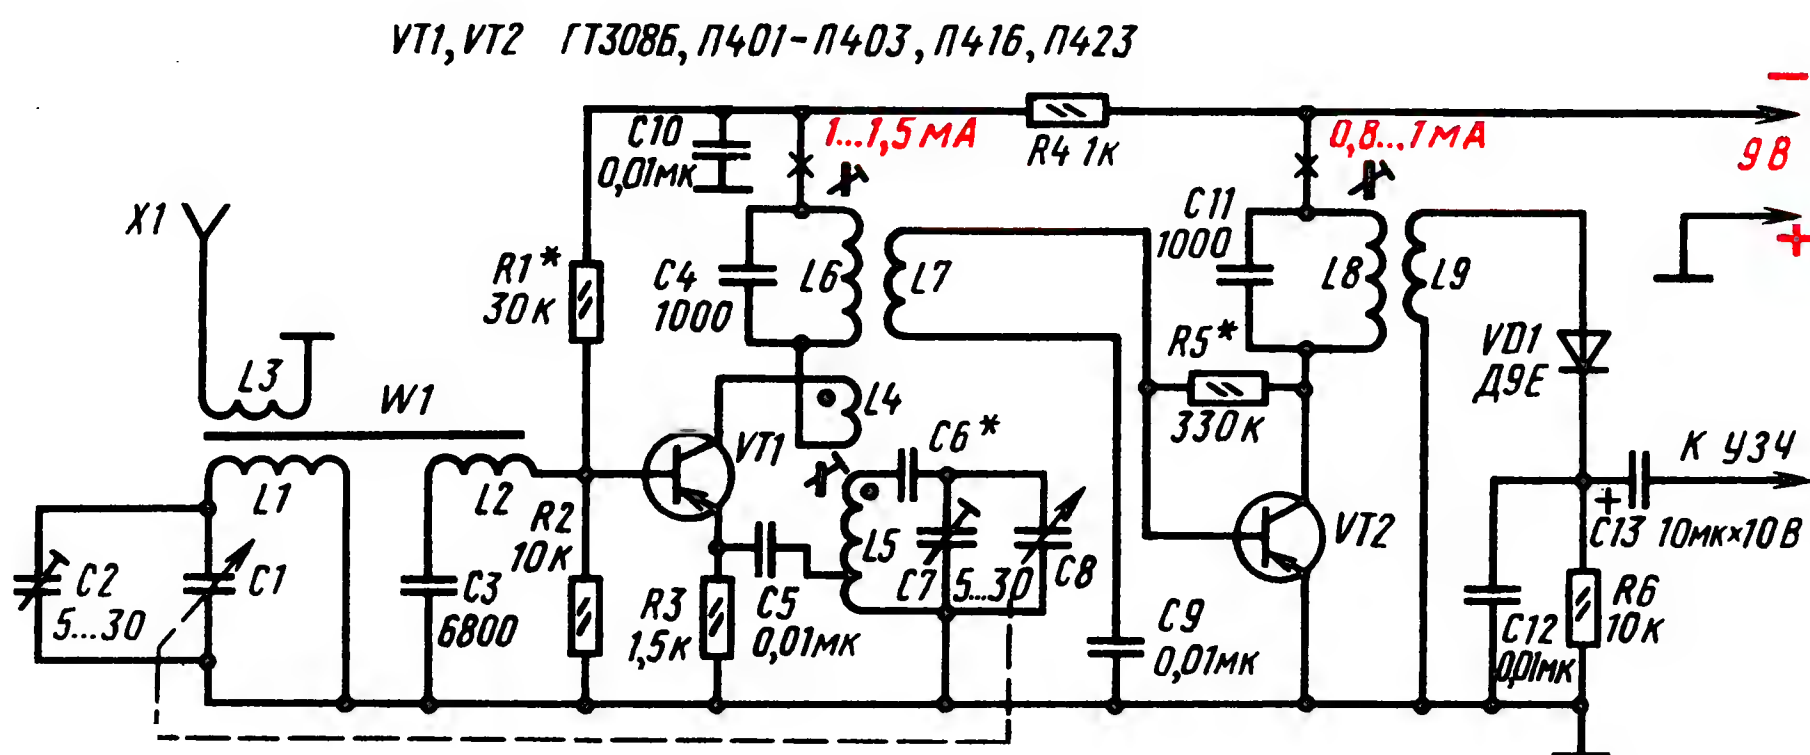 VT1, VT2 ГТ308Б, П401-П403, П416, П423
−
C10
0,01мк
1...1,5 мА
R4 1к
0,8...1 мА
9В
+
X1
R1*
30к
C4
1000
L6
L7
C11
1000
L8
L9
R5*
330к
VD1
Д9Е
L3
W1
L4
VT1
C6*
К УЗЧ
L1
L2
R2
10к
L5
VT2
+
C13 10мк×10В
C2
5...30
C1
C3
6800
R3
1,5к
C5
0,01мк
C7
5...30
C8
C9
0,01мк
C12
0,01мк
R6
10к